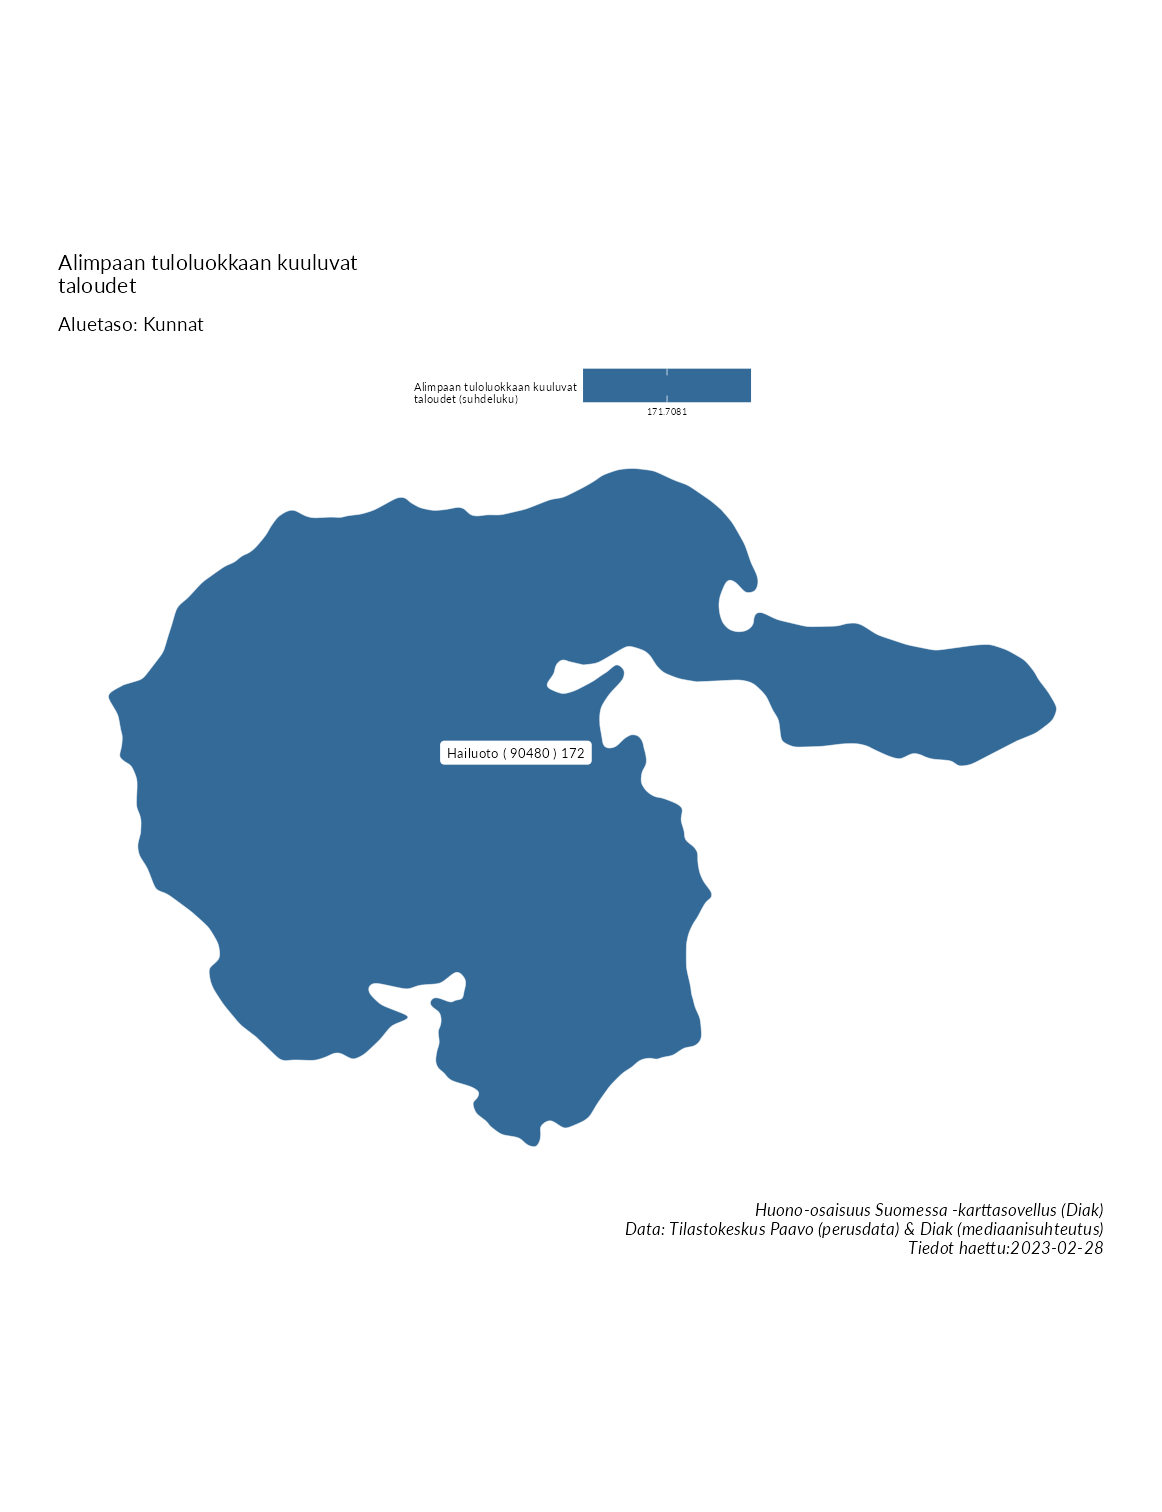 Alimpaan tuloluokkaan kuuluvat
taloudet
Aluetaso: Kunnat
Alimpaan tuloluokkaan kuuluvat
taloudet (suhdeluku)
171.7081
Hailuoto ( 90480 ) 172
Huono-osaisuus Suomessa -karttasovellus (Diak)
Data: Tilastokeskus Paavo (perusdata) & Diak (mediaanisuhteutus)
Tiedot haettu:2023-02-28